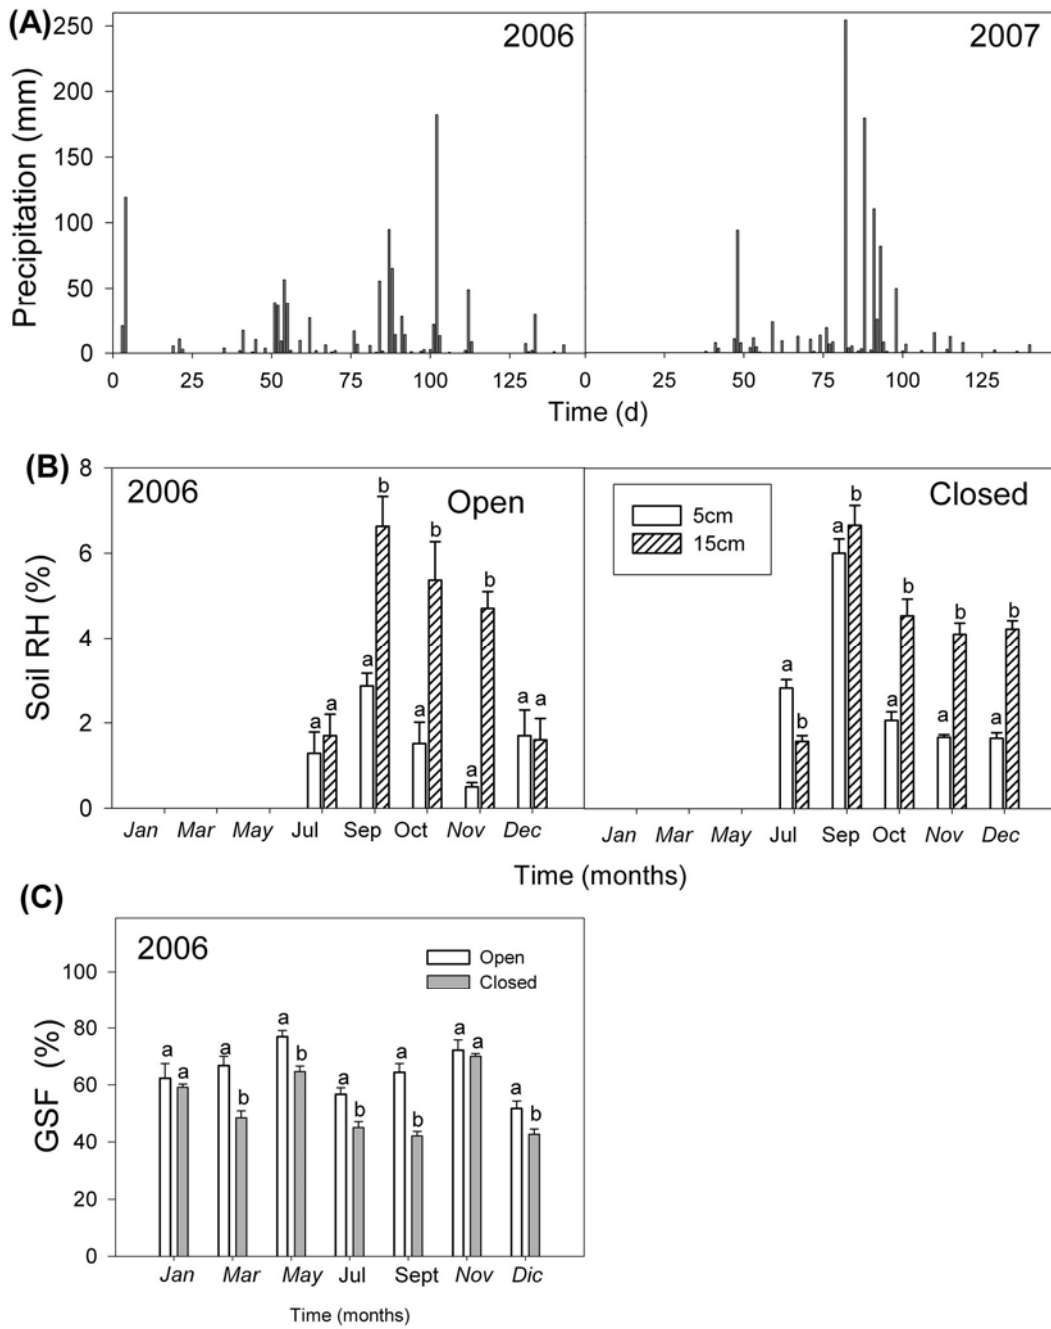 (A)
2006
2007
250
200
150
100
50
0
Precipitation (mm)
0 25 50 75 100 125 0 25 50 75 100 125
Time (d)
(B)
2006
Open
Closed
5cm
15cm
8
6
4
2
0
Soil RH (%)
a a a b a b a b a a
a b a b a b a b a b
Jan Mar May Jul Sep Oct Nov Dec Jan Mar May Jul Sep Oct Nov Dec
Time (months)
(C)
2006
Open
Closed
100
80
60
40
20
0
GSF (%)
a a a b a b a b a b a a a b
Jan Mar May Jul Sept Nov Dic
Time (months)